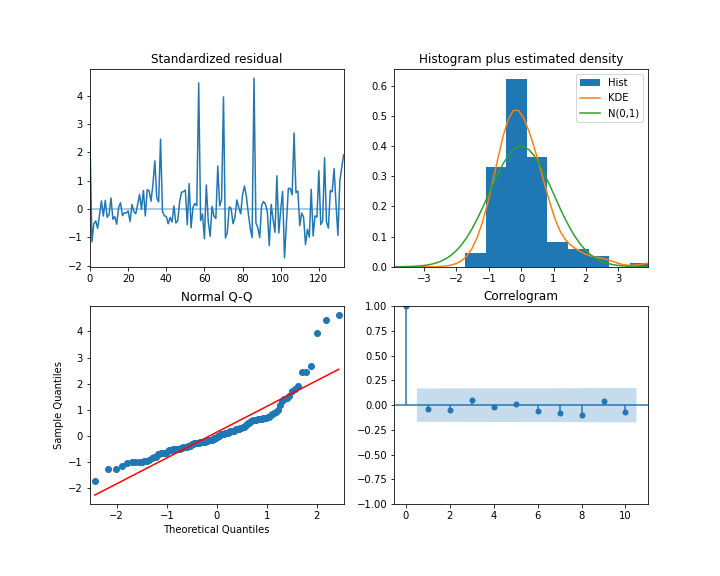 Standardized residual
4
3
2
1
0
−1
−2
0 20 40 60 80 100 120
Histogram plus estimated density
Hist
KDE
N(0,1)
0.6
0.5
0.4
0.3
0.2
0.1
0.0
−3 −2 −1 0 1 2 3
Normal Q-Q
Sample Quantiles
4
3
2
1
0
−1
−2
−2 −1 0 1 2
Theoretical Quantiles
Correlogram
1.00
0.75
0.50
0.25
0.00
−0.25
−0.50
−0.75
−1.00
0 2 4 6 8 10